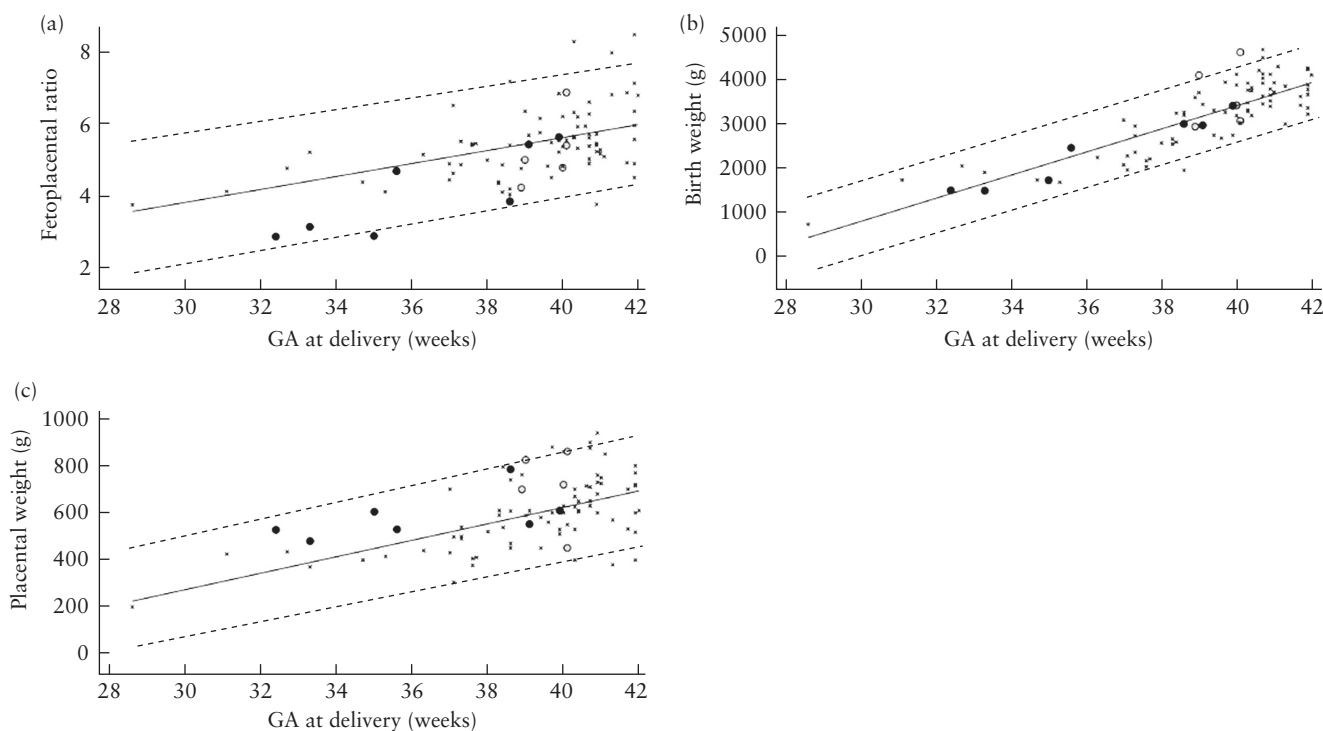 (a)
8
6
4
2
Fetoplacental ratio
28 30 32 34 36 38 40 42
GA at delivery (weeks)
(b)
5000
4000
3000
2000
1000
0
Birth weight (g)
28 30 32 34 36 38 40 42
GA at delivery (weeks)
(c)
1000
800
600
400
200
0
Placental weight (g)
28 30 32 34 36 38 40 42
GA at delivery (weeks)